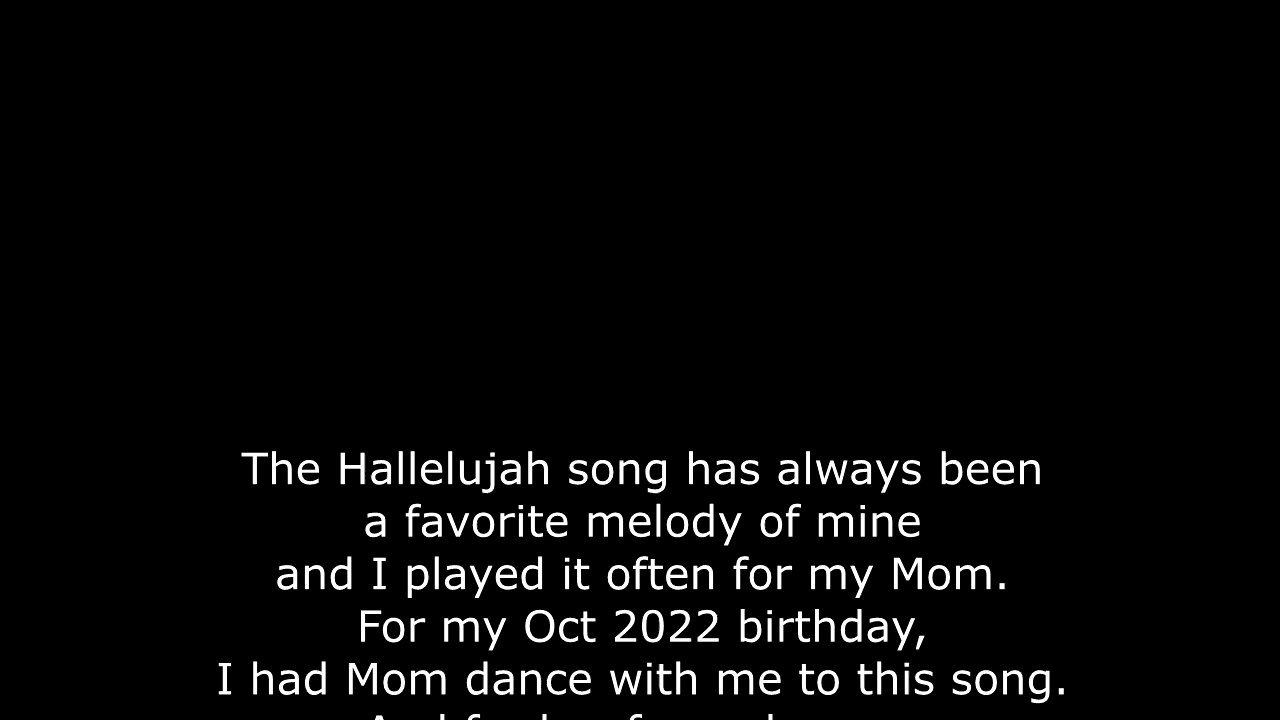 The Hallelujah song has always been
a favorite melody of mine
and I played it often for my Mom.
For my Oct 2022 birthday,
I had Mom dance with me to this song.